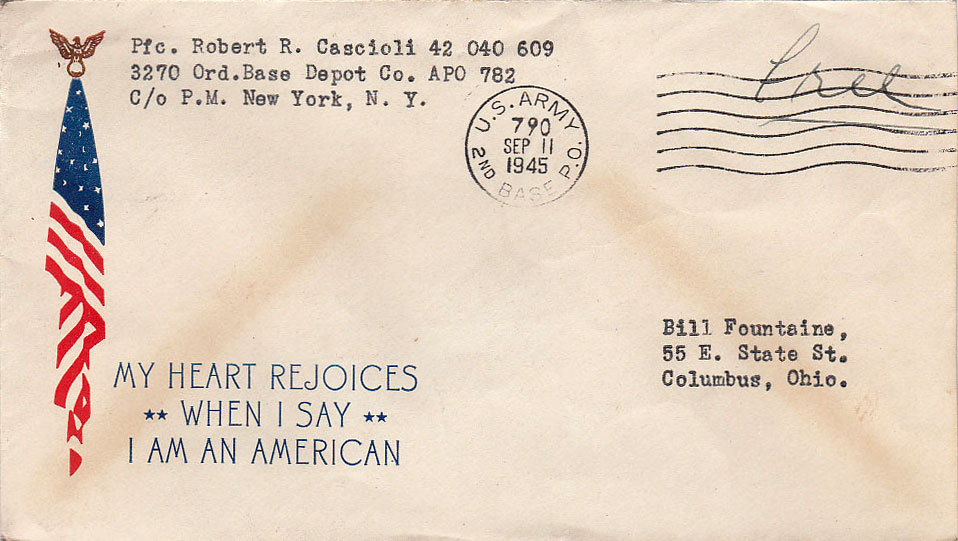 Pfc. Robert R. Cascioli 42 040 609
3270 Ord.Base Depot Co. APO 782
C/o P.M. New York, N. Y.
Free
U.S. ARMY P.O.
790
SEP 11
1945
2ND BASE
Bill Fountaine,
55 E. State St.
Columbus, Ohio.
MY HEART REJOICES
★★ WHEN I SAY ★★
I AM AN AMERICAN